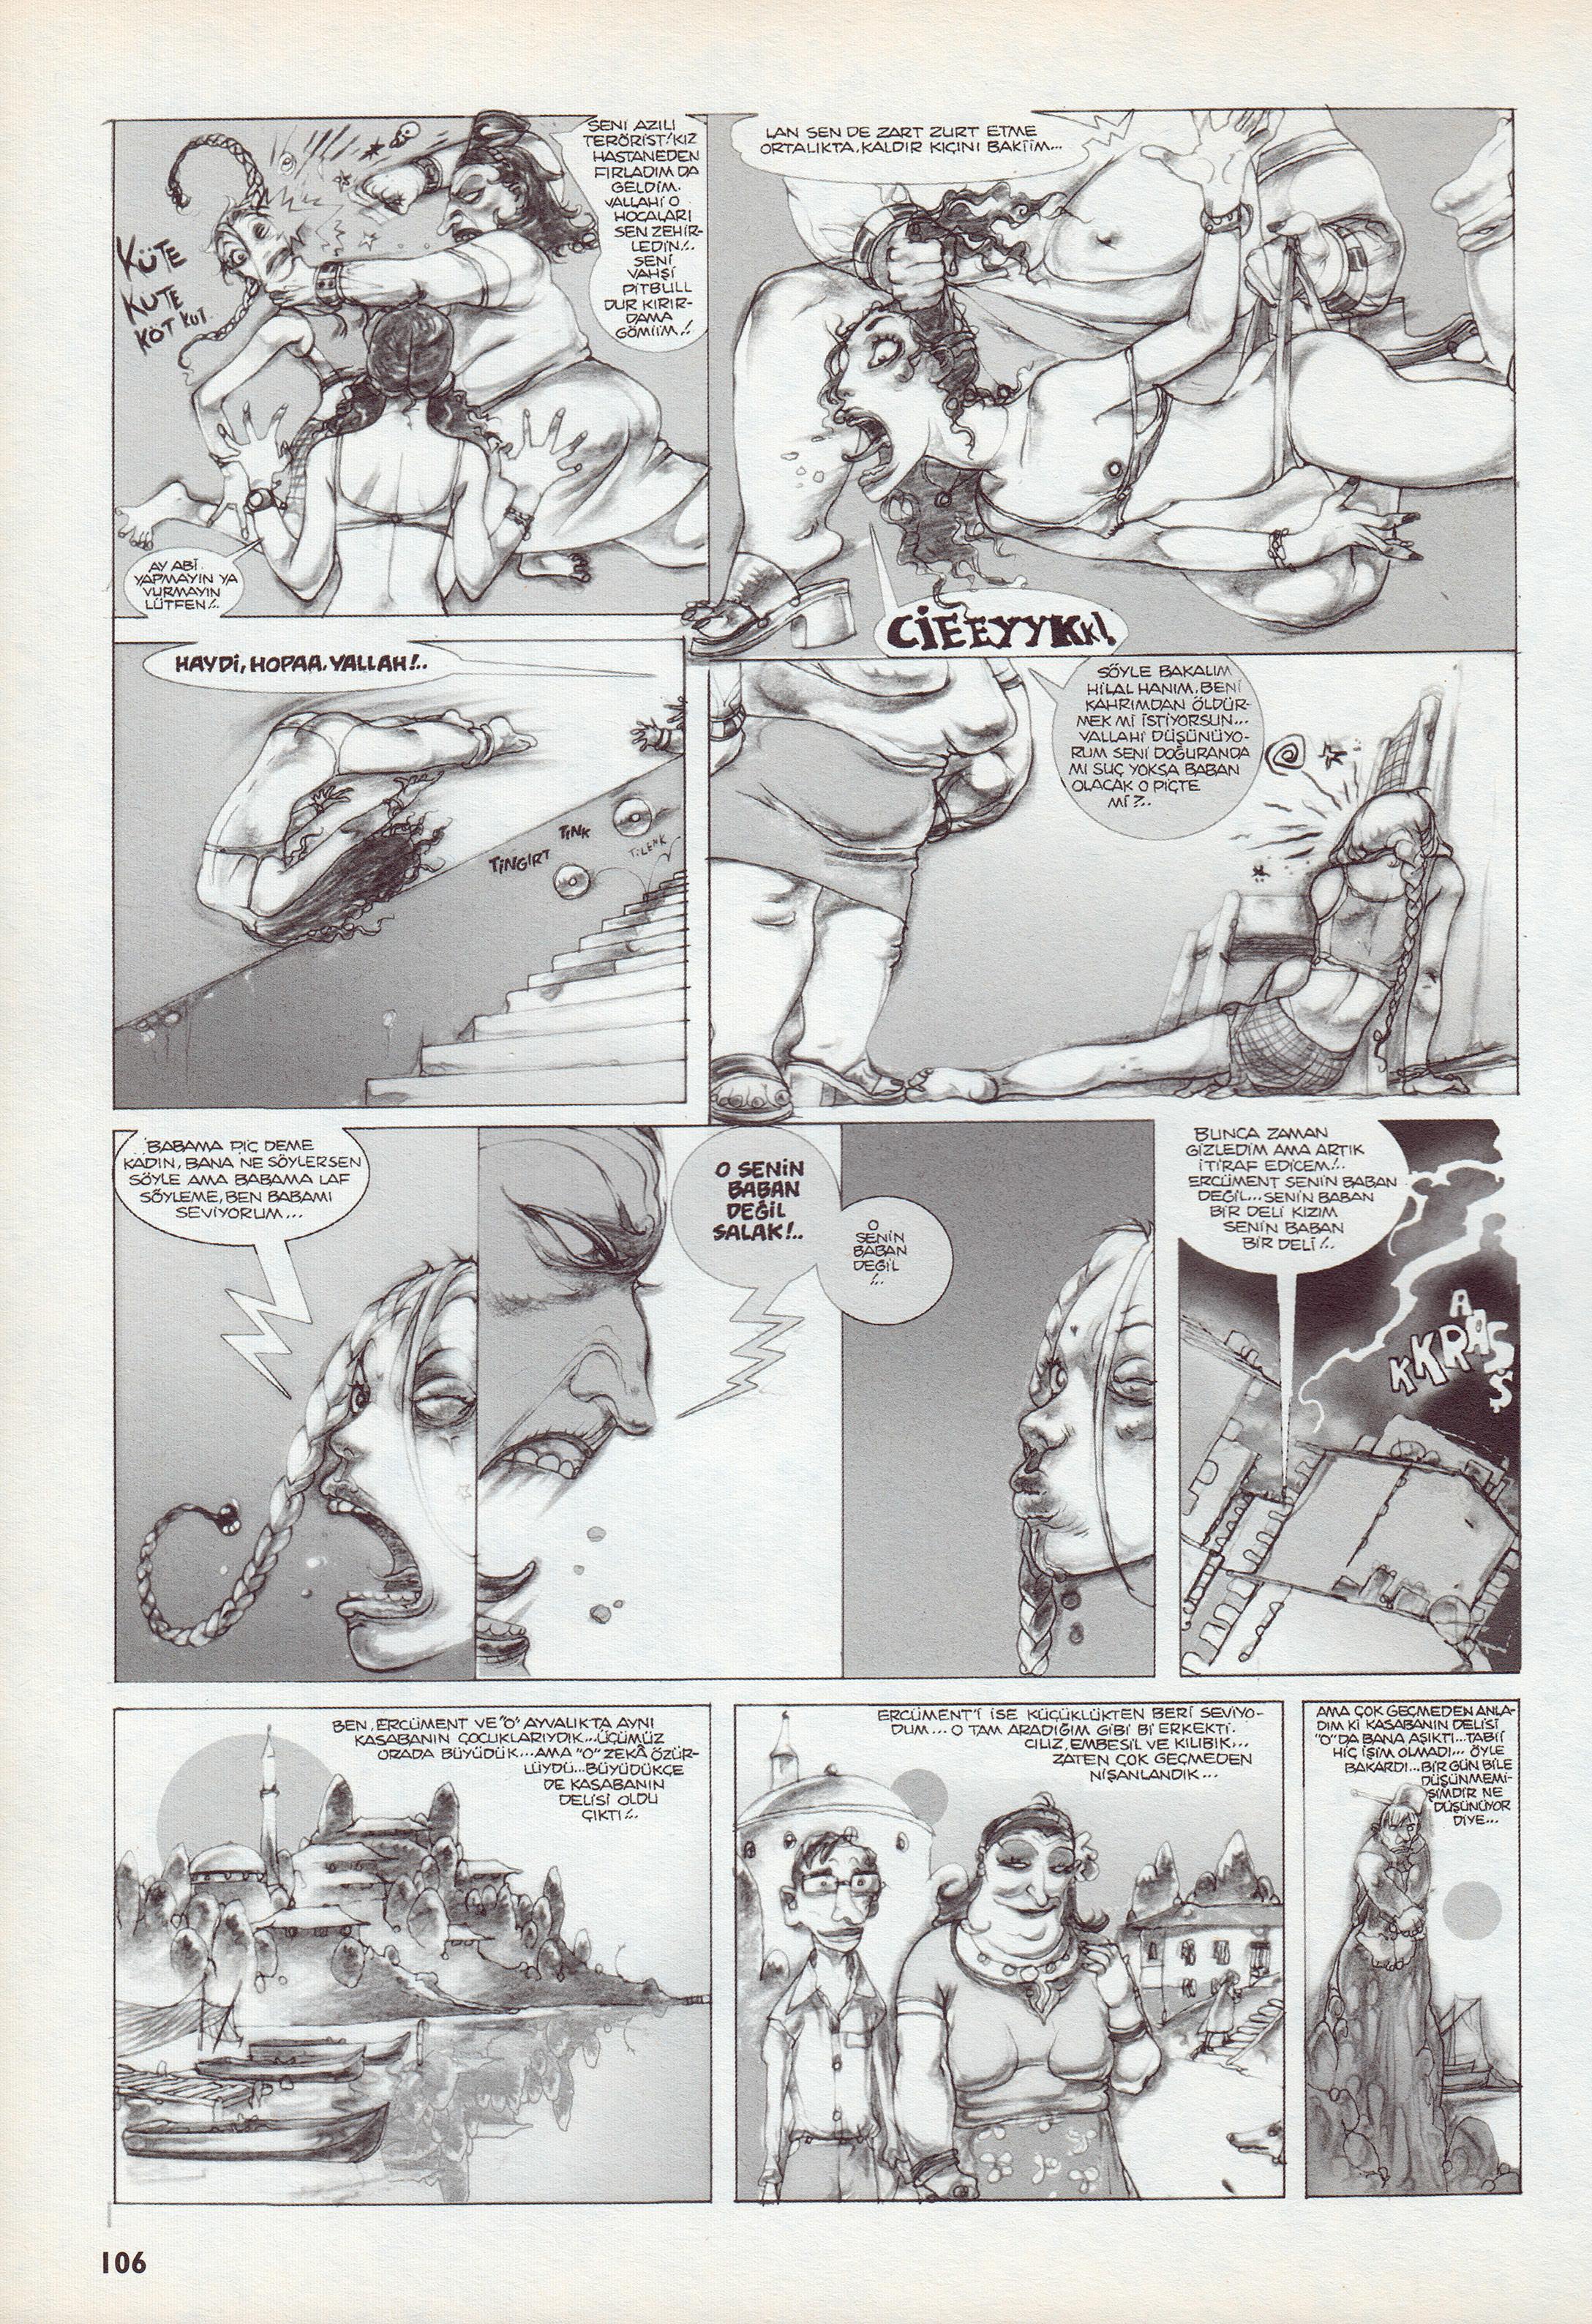 SENİ AZILI
TERÖRİST! KIZ
HASTANEDEN
FIRLADIM DA
GELDİM.
VALLAHİ O
HOCALARI
SEN ZEHİR-
LEDİN!..
SENİ
VAHŞİ
PİTBULL
DUR KIRIR-
DAMA
GÖMİİM!.
KÜTE
KÜTE
KÖT KÜT.
AY ABİ
YAPMAYIN YA
VURMAYIN
LÜTFEN!..
LAN SEN DE ZART ZURT ETME
ORTALIKTA, KALDIR KIÇINI BAKİİM...
CİEEYYKK!
HAYDİ, HOPAA, YALLAH!..
TINGIRT
TINK
TİLENK
SÖYLE BAKALIM
HİLAL HANIM, BENİ
KAHRIMDAN ÖLDÜR-
MEK Mİ İSTİYORSUN...
VALLAHİ DÜŞÜNÜYO-
RUM SENİ DOĞURANDA
MI SUÇ YOKSA BABAN
OLACAK O PİÇTE
Mİ?..
BABAMA PİÇ DEME
KADIN, BANA NE SÖYLERSEN
SÖYLE AMA BABAMA LAF
SÖYLEME, BEN BABAMI
SEVİYORUM...
O SENİN
BABAN
DEĞİL
SALAK!..
O
SENİN
BABAN
DEĞİL
!..
BUNCA ZAMAN
GİZLEDİM AMA ARTIK
İTİRAF EDİCEM!..
ERCÜMENT SENİN BABAN
DEĞİL... SENİN BABAN
BİR DELİ KIZIM
SENİN BABAN
BİR DELİ!..
KKRAAŞŞ
BEN, ERCÜMENT VE "O" AYVALIKTA AYNI
KASABANIN ÇOCUKLARIYDIK... ÜÇÜMÜZ
ORADA BÜYÜDÜK... AMA "O" ZEKÂ ÖZÜR-
LÜYDÜ... BÜYÜDÜKÇE
DE KASABANIN
DELİSİ OLDU
ÇIKTI!..
ERCÜMENT'İ İSE KÜÇÜKLÜKTEN BERİ SEVİYO-
DUM... O TAM ARADIĞIM GİBİ Bİ ERKEKTİ.
CILIZ, EMBESİL VE KILIBIK...
ZATEN ÇOK GEÇMEDEN
NİŞANLANDIK...
AMA ÇOK GEÇMEDEN ANLA-
DIM Kİ KASABANIN DELİSİ
"O" DA BANA AŞIKTI... TABİİ
HİÇ İŞİM OLMADI... ÖYLE
BAKARDI... BİR GÜN BİLE
DÜŞÜNMEMİ-
ŞİMDİR NE
DÜŞÜNÜYOR
DİYE...
106